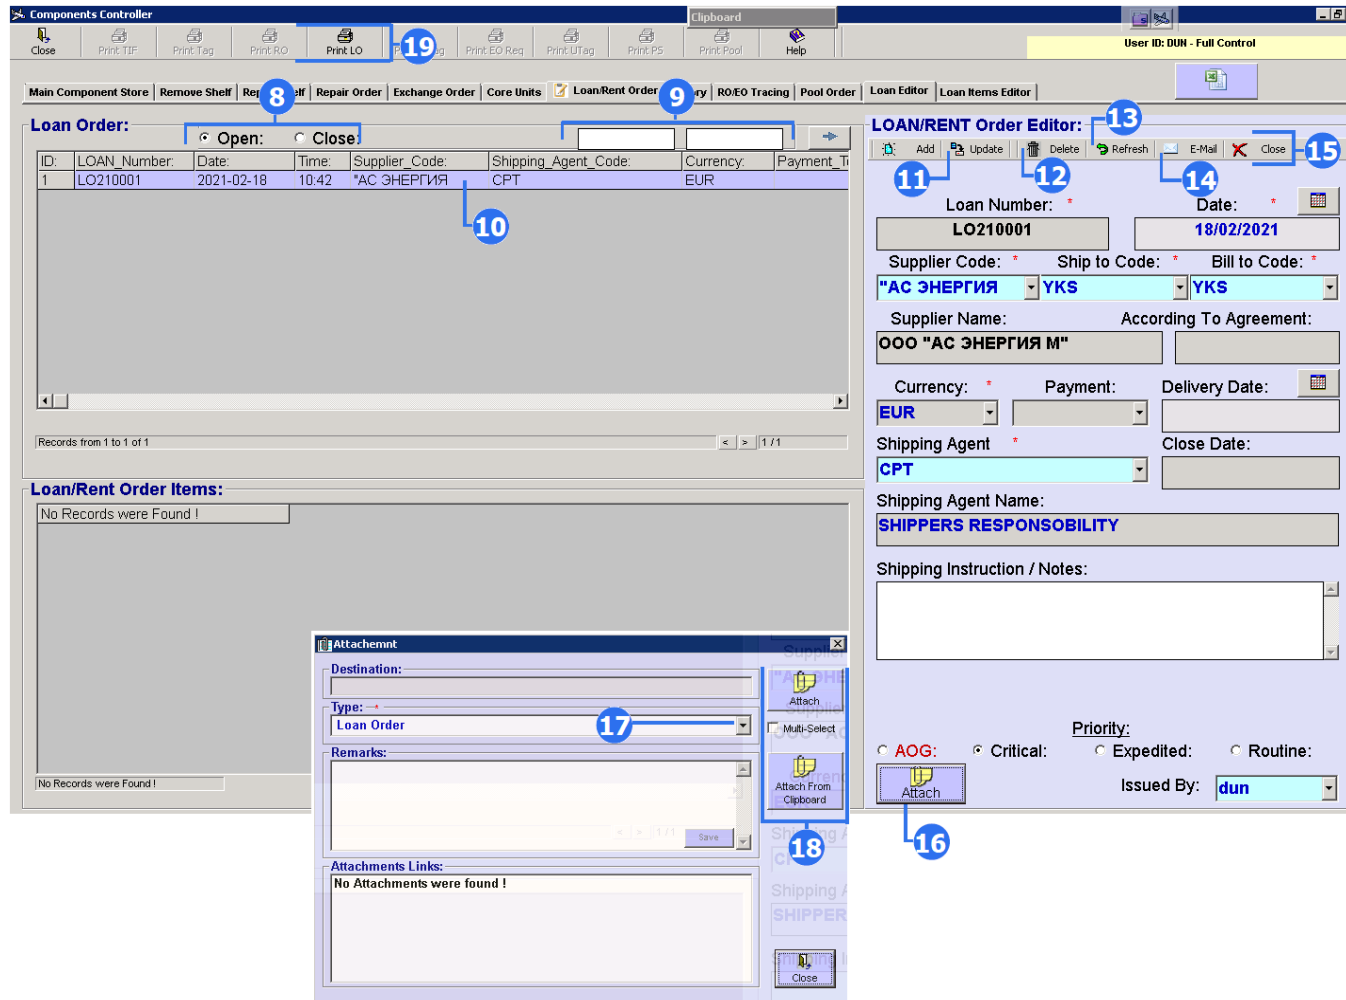 Components Controller
Clipboard
Close
Print TIF
Print Tag
Print RO
Print LO
19
Print EO Req
Print UTag
Print PS
Print Pool
Help
User ID: DUN - Full Control
Main Component Store
Remove Shelf
8
Repair Order
Exchange Order
Core Units
Loan/Rent Order
9
RO/EO Tracing
Pool Order
Loan Editor
Loan Items Editor
Loan Order:
Open:
Close:
ID:
LOAN_Number:
Date:
Time:
Supplier_Code:
Shipping_Agent_Code:
Currency:
1
LO210001
2021-02-18
10:42
"АС ЭНЕРГИЯ
CPT
EUR
10
Records from 1 to 1 of 1
<
>
1 / 1
LOAN/RENT Order Editor:
13
Add
Update
Delete
Refresh
E-Mail
Close
15
11
12
14
Loan Number: *
Date: *
LO210001
18/02/2021
Supplier Code: *
Ship to Code: *
Bill to Code: *
"АС ЭНЕРГИЯ
YKS
YKS
Supplier Name:
According To Agreement:
ООО "АС ЭНЕРГИЯ М"
Currency: *
Payment:
Delivery Date:
EUR
Shipping Agent *
Close Date:
CPT
Shipping Agent Name:
SHIPPERS RESPONSOBILITY
Shipping Instruction / Notes:
Priority:
AOG:
Critical:
Expedited:
Routine:
Attach
Issued By:
dun
16
Loan/Rent Order Items:
No Records were Found !
No Records were Found !
Attachemnt
Destination:
Type: *
Loan Order
17
Remarks:
< > 1 / 1
Save
Attachments Links:
No Attachments were found !
Attach
Multi-Select
Attach From
Clipboard
18
Close